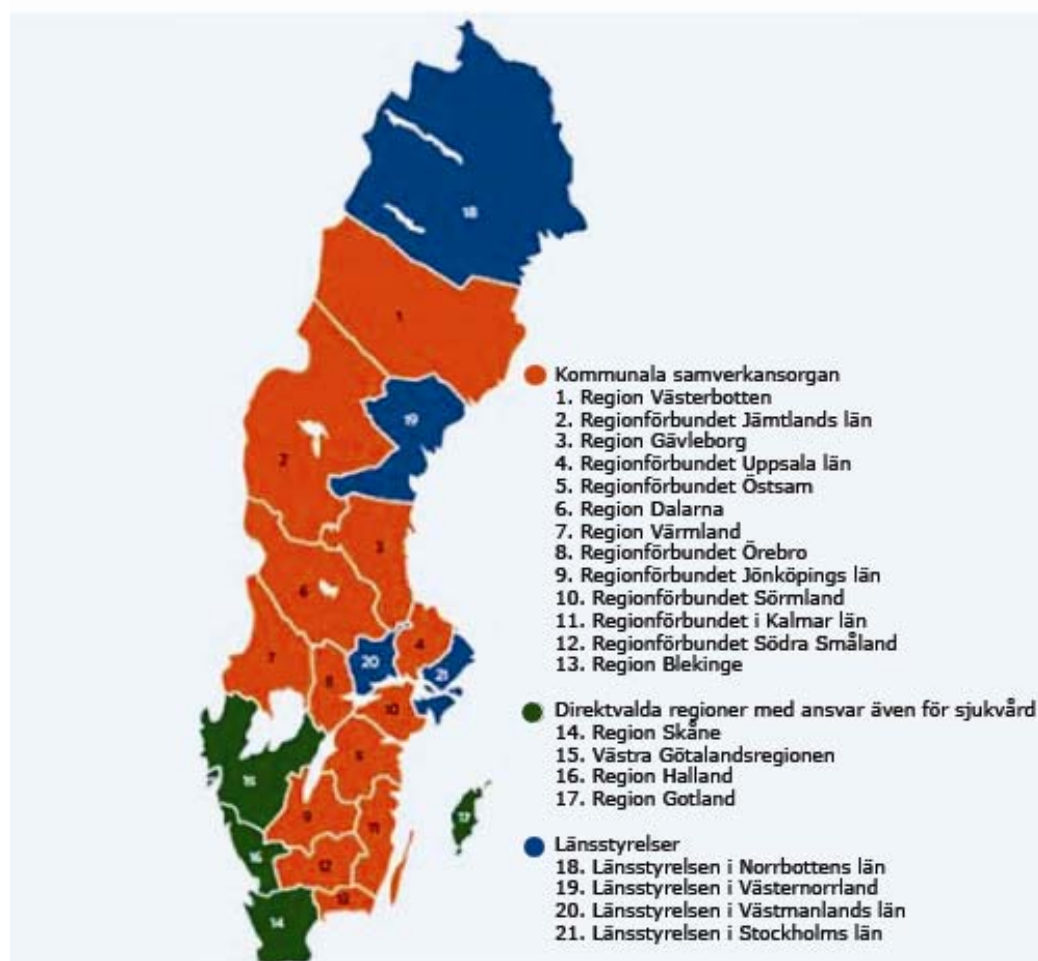 18
1
19
2
3
6
4
7
20
21
8
10
5
15
9
11
17
16
12
13
14
Kommunala samverkansorgan
1. Region Västerbotten
2. Regionförbundet Jämtlands län
3. Region Gävleborg
4. Regionförbundet Uppsala län
5. Regionförbundet Östsam
6. Region Dalarna
7. Region Värmland
8. Regionförbundet Örebro
9. Regionförbundet Jönköpings län
10. Regionförbundet Sörmland
11. Regionförbundet i Kalmar län
12. Regionförbundet Södra Småland
13. Region Blekinge
Direktvalda regioner med ansvar även för sjukvård
14. Region Skåne
15. Västra Götalandsregionen
16. Region Halland
17. Region Gotland
Länsstyrelser
18. Länsstyrelsen i Norrbottens län
19. Länsstyrelsen i Västernorrland
20. Länsstyrelsen i Västmanlands län
21. Länsstyrelsen i Stockholms län